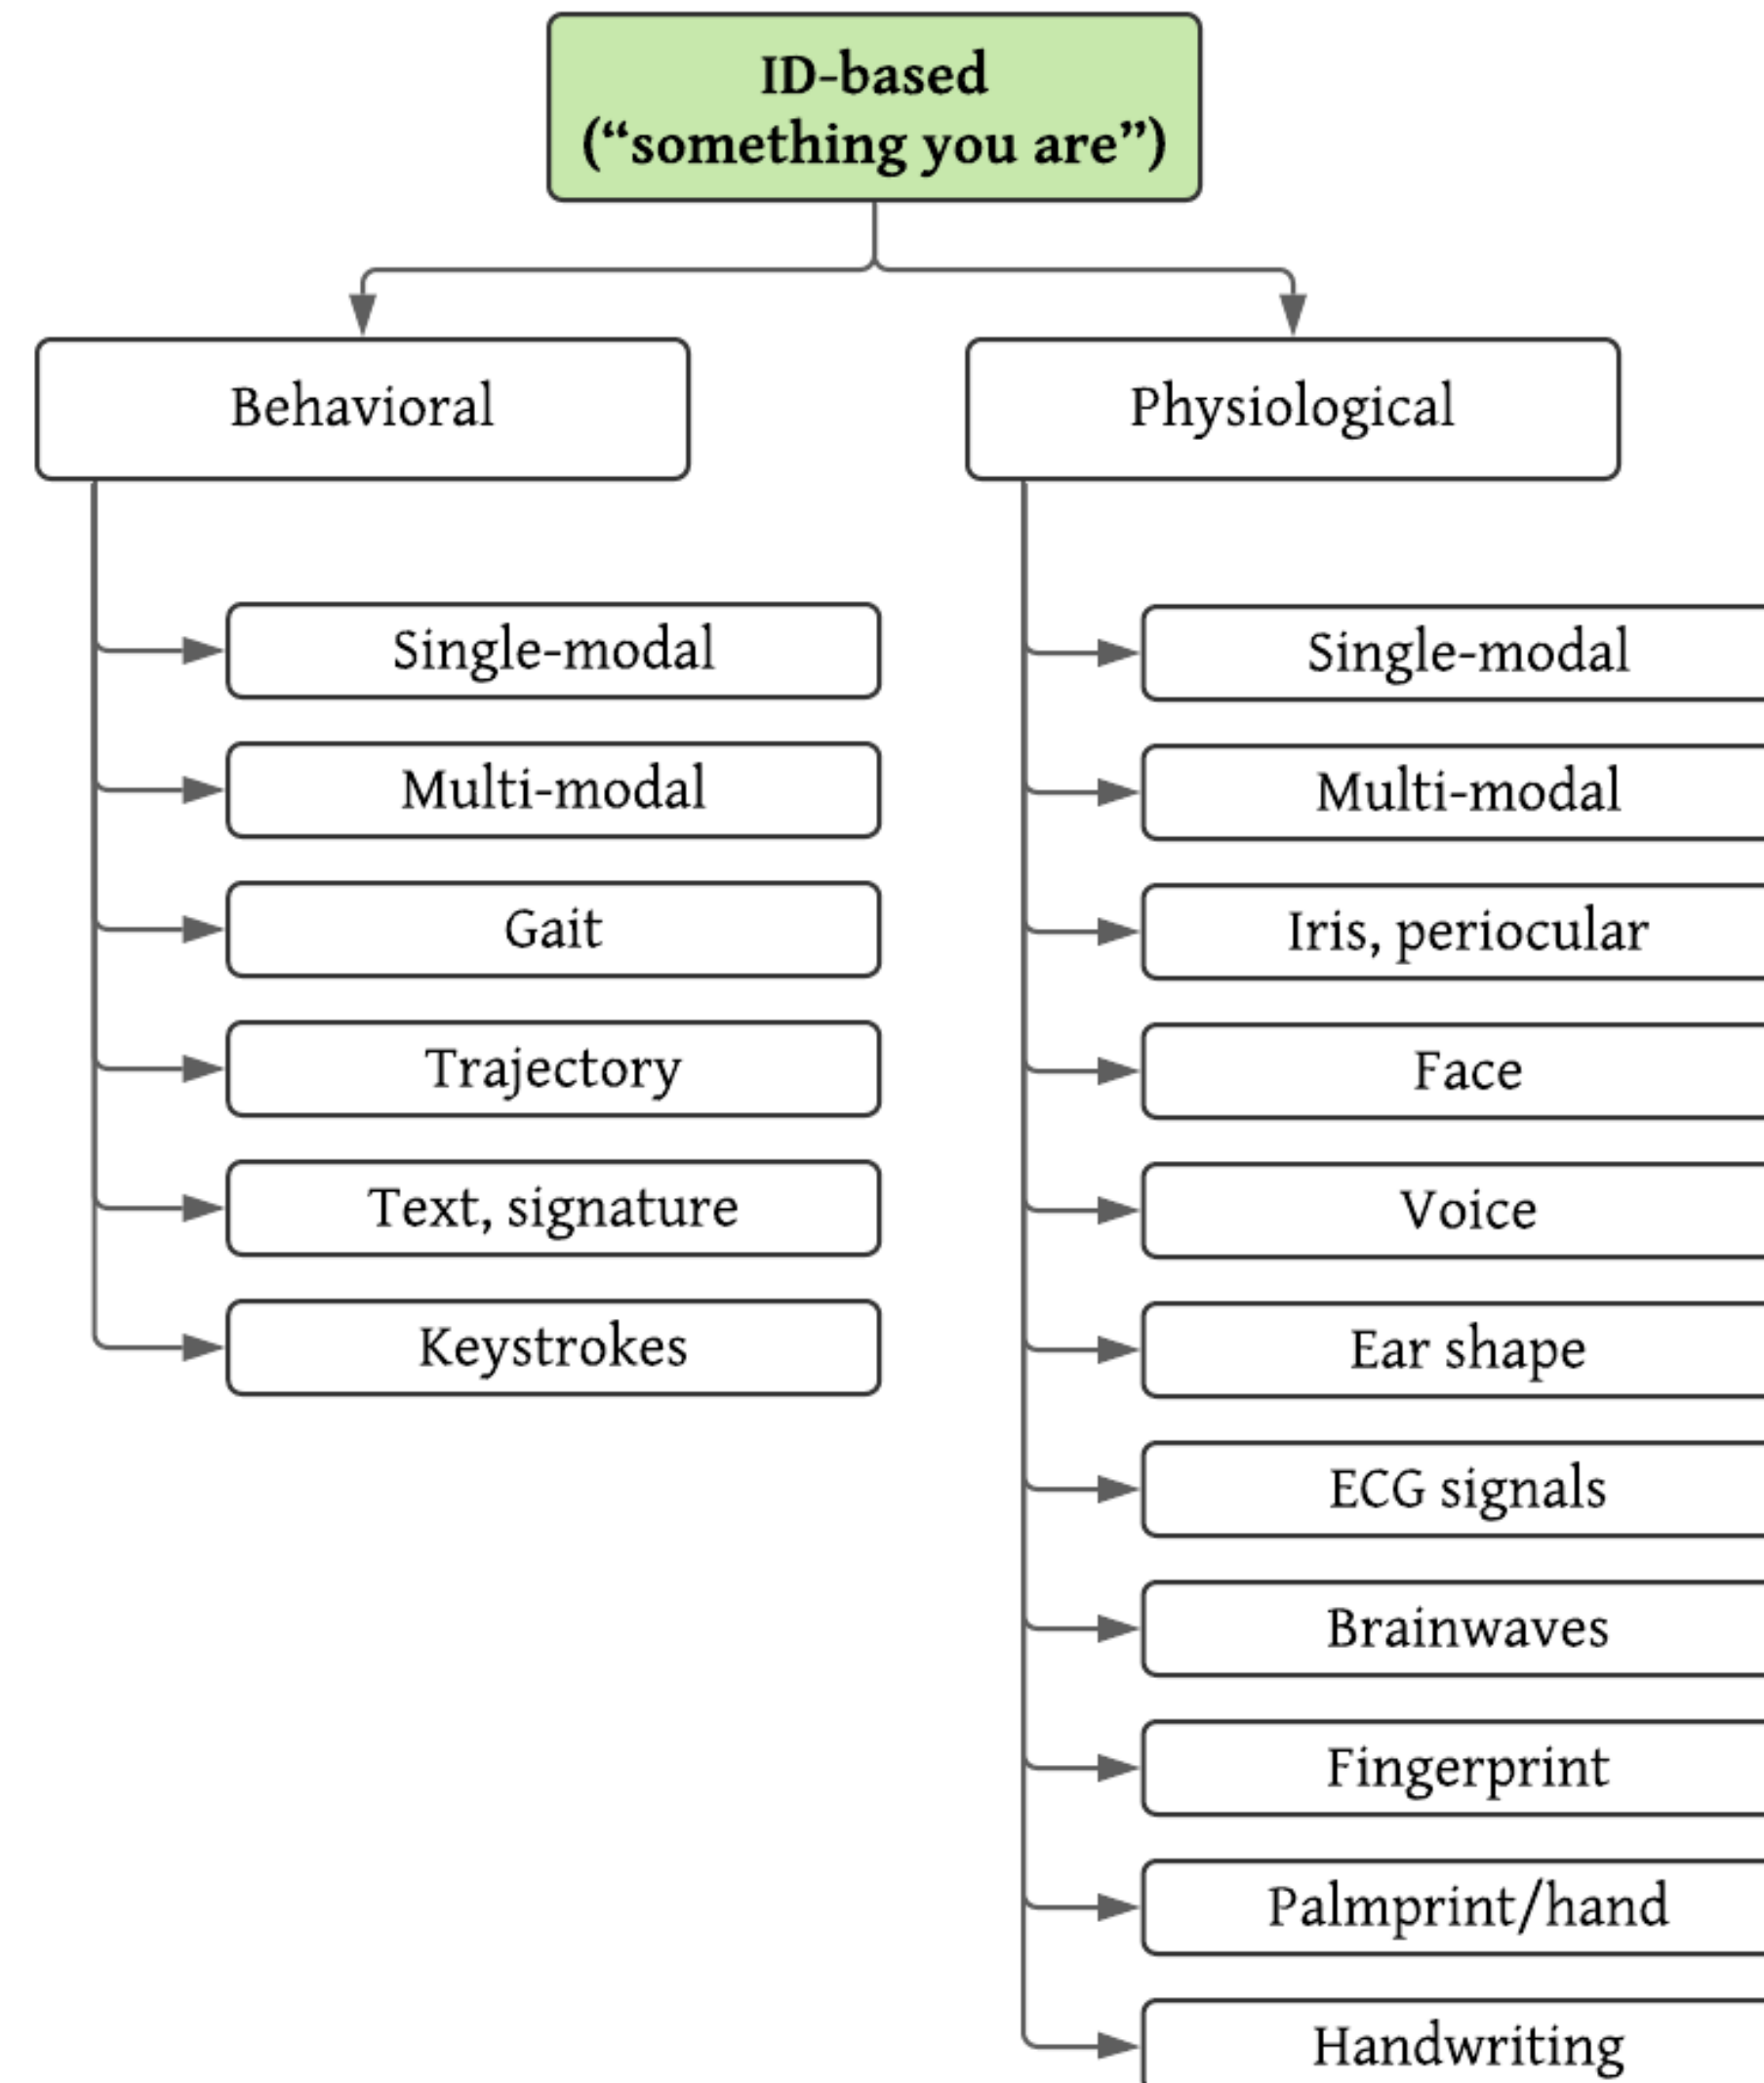 ID-based
(“something you are”)
Behavioral
Physiological
Single-modal
Multi-modal
Gait
Trajectory
Text, signature
Keystrokes
Single-modal
Multi-modal
Iris, periocular
Face
Voice
Ear shape
ECG signals
Brainwaves
Fingerprint
Palmprint/hand
Handwriting